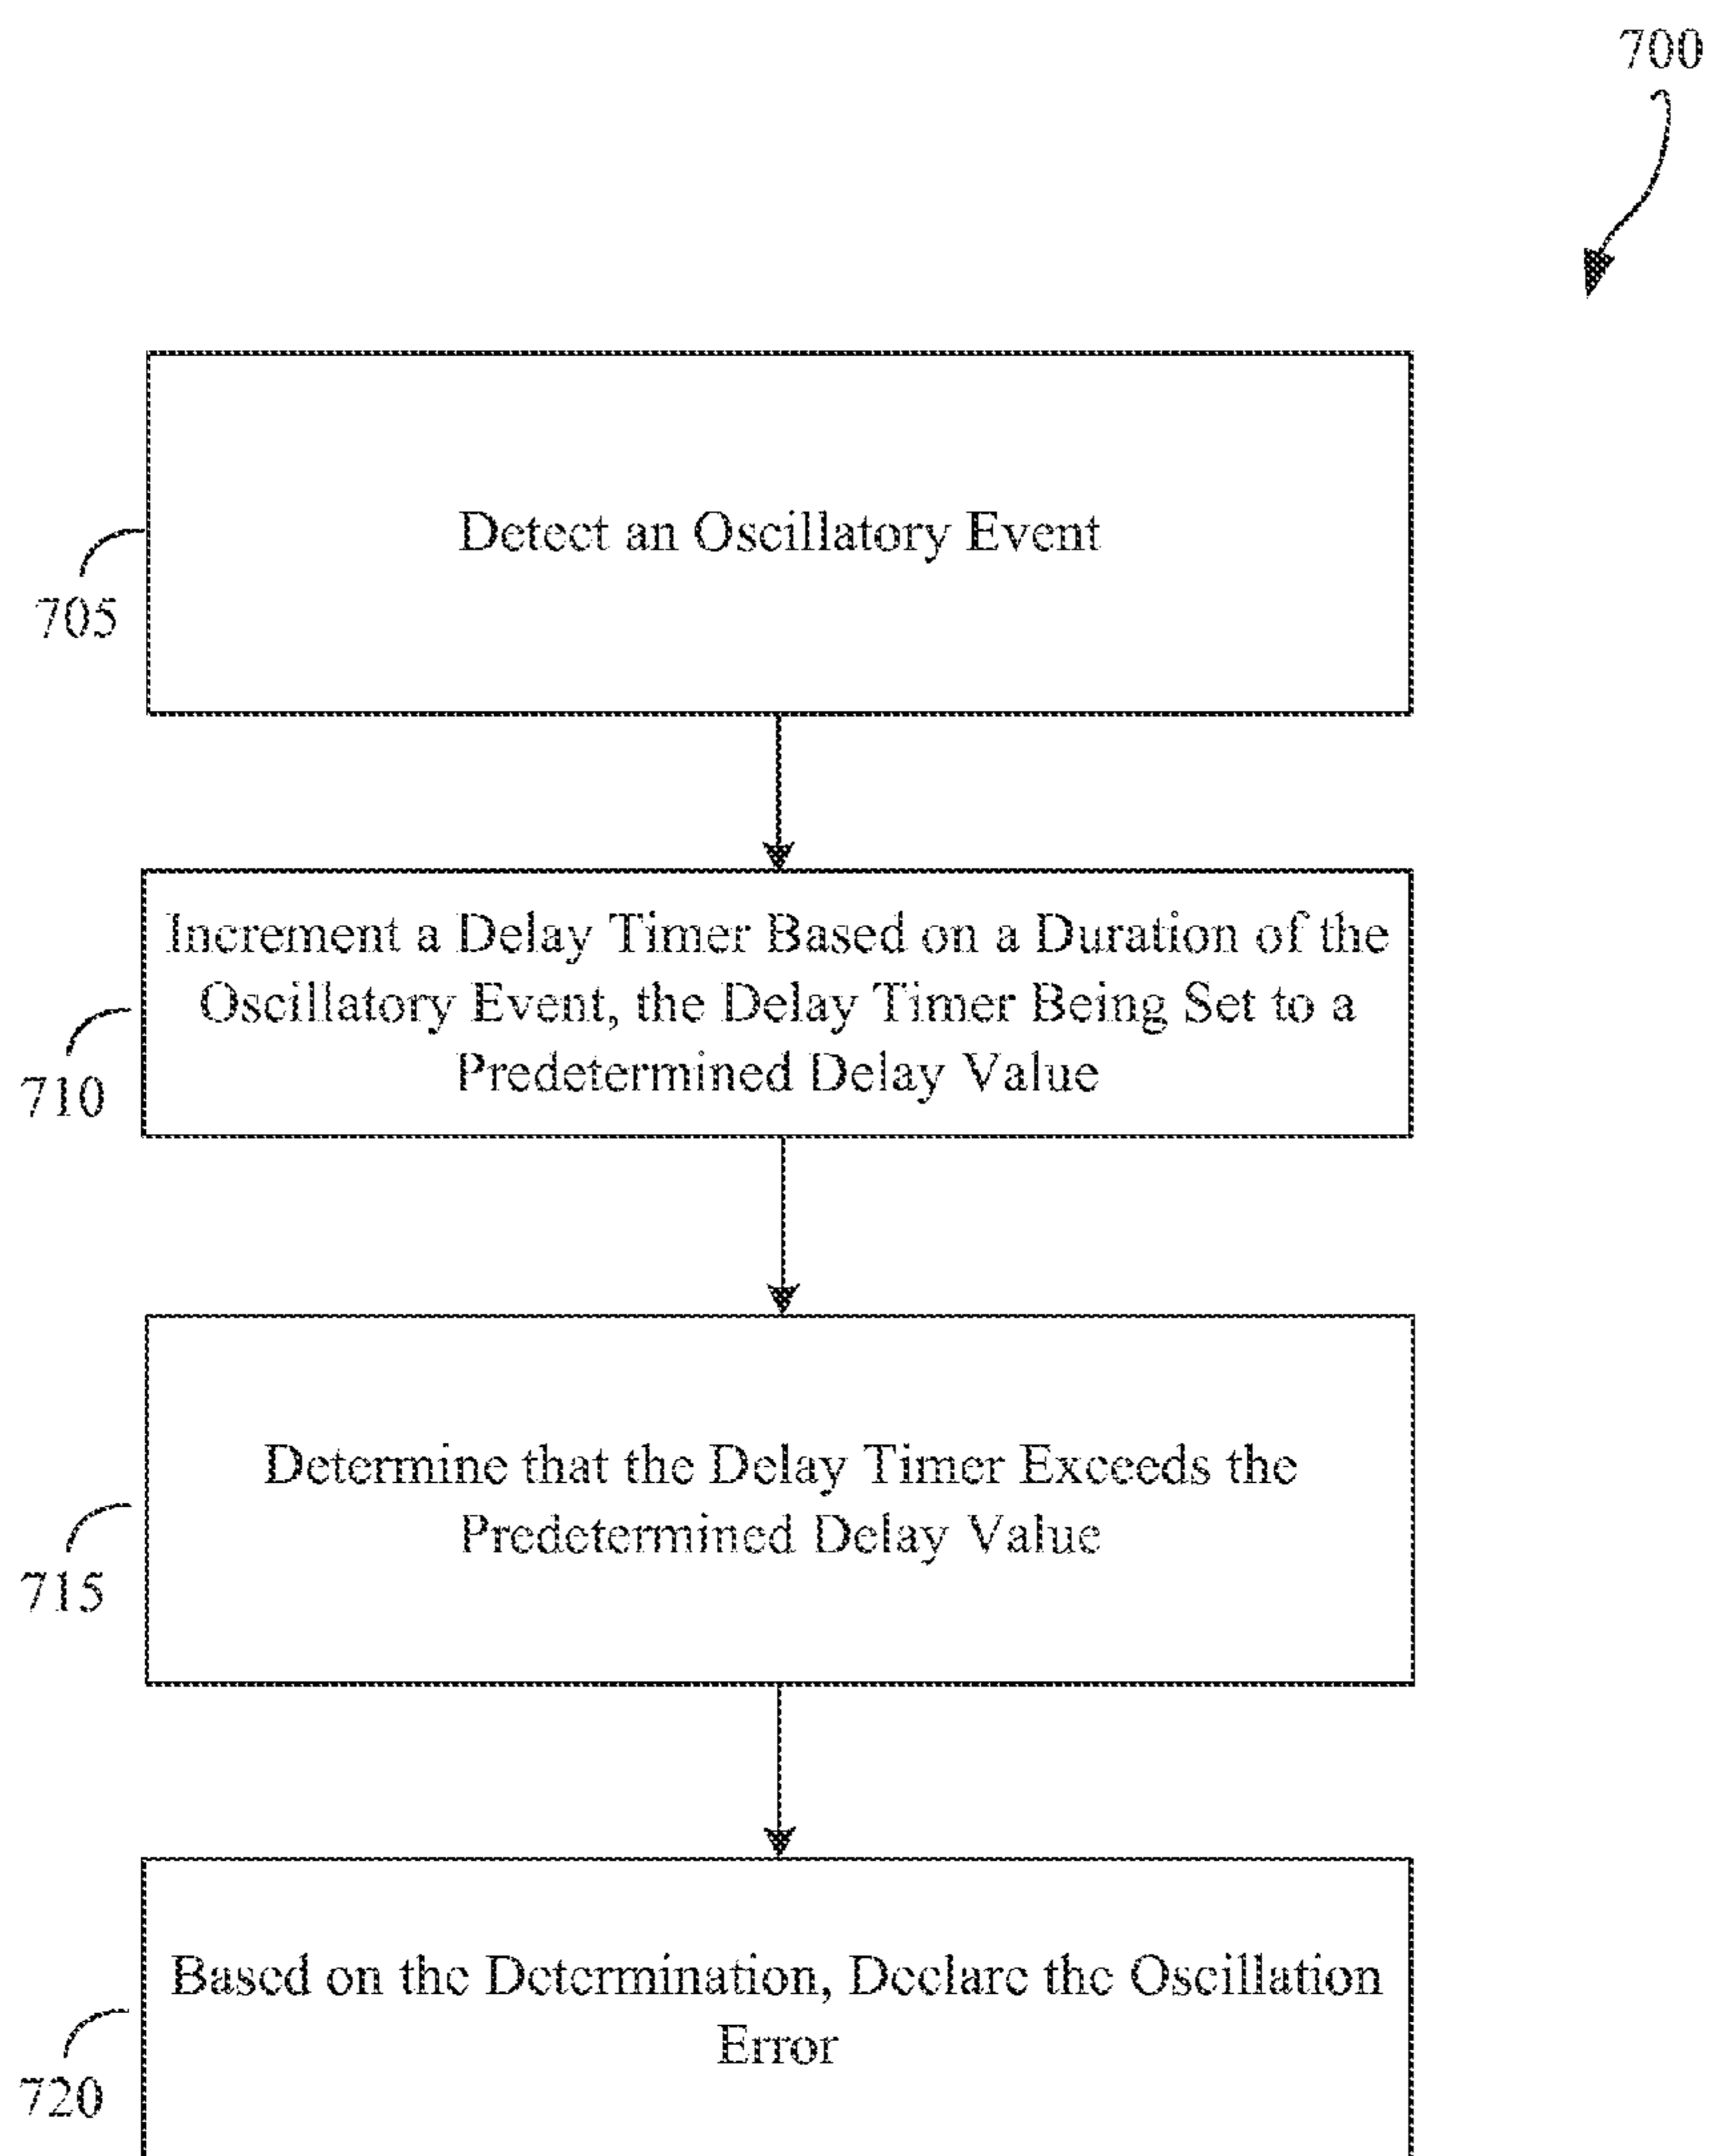 700
Detect an Oscillatory Event
705
Increment a Delay Timer Based on a Duration of the
Oscillatory Event, the Delay Timer Being Set to a
Predetermined Delay Value
710
Determine that the Delay Timer Exceeds the
Predetermined Delay Value
715
Based on the Determination, Declare the Oscillation
Error
720